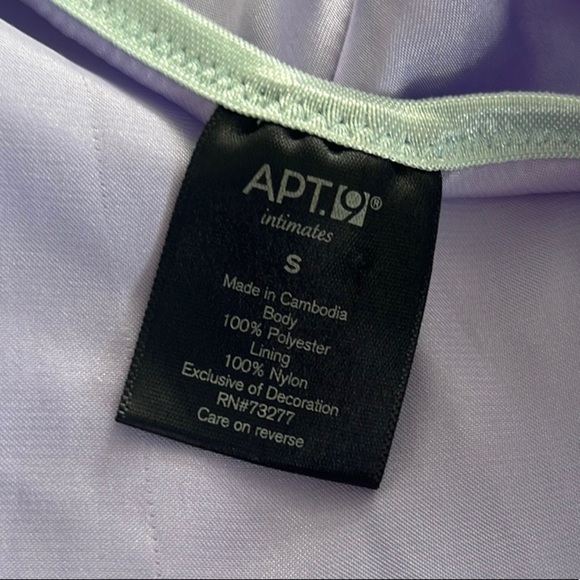 APT.9®
intimates
S
Made in Cambodia
Body
100% Polyester
Lining
100% Nylon
Exclusive of Decoration
RN#73277
Care on reverse